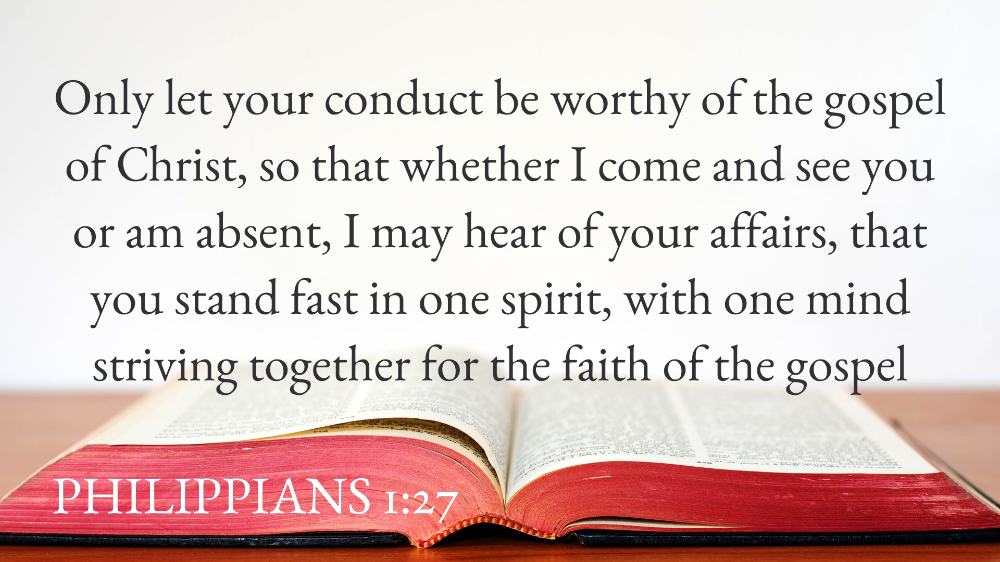 Only let your conduct be worthy of the gospel
of Christ, so that whether I come and see you
or am absent, I may hear of your affairs, that
you stand fast in one spirit, with one mind
striving together for the faith of the gospel
PHILIPPIANS 1:27